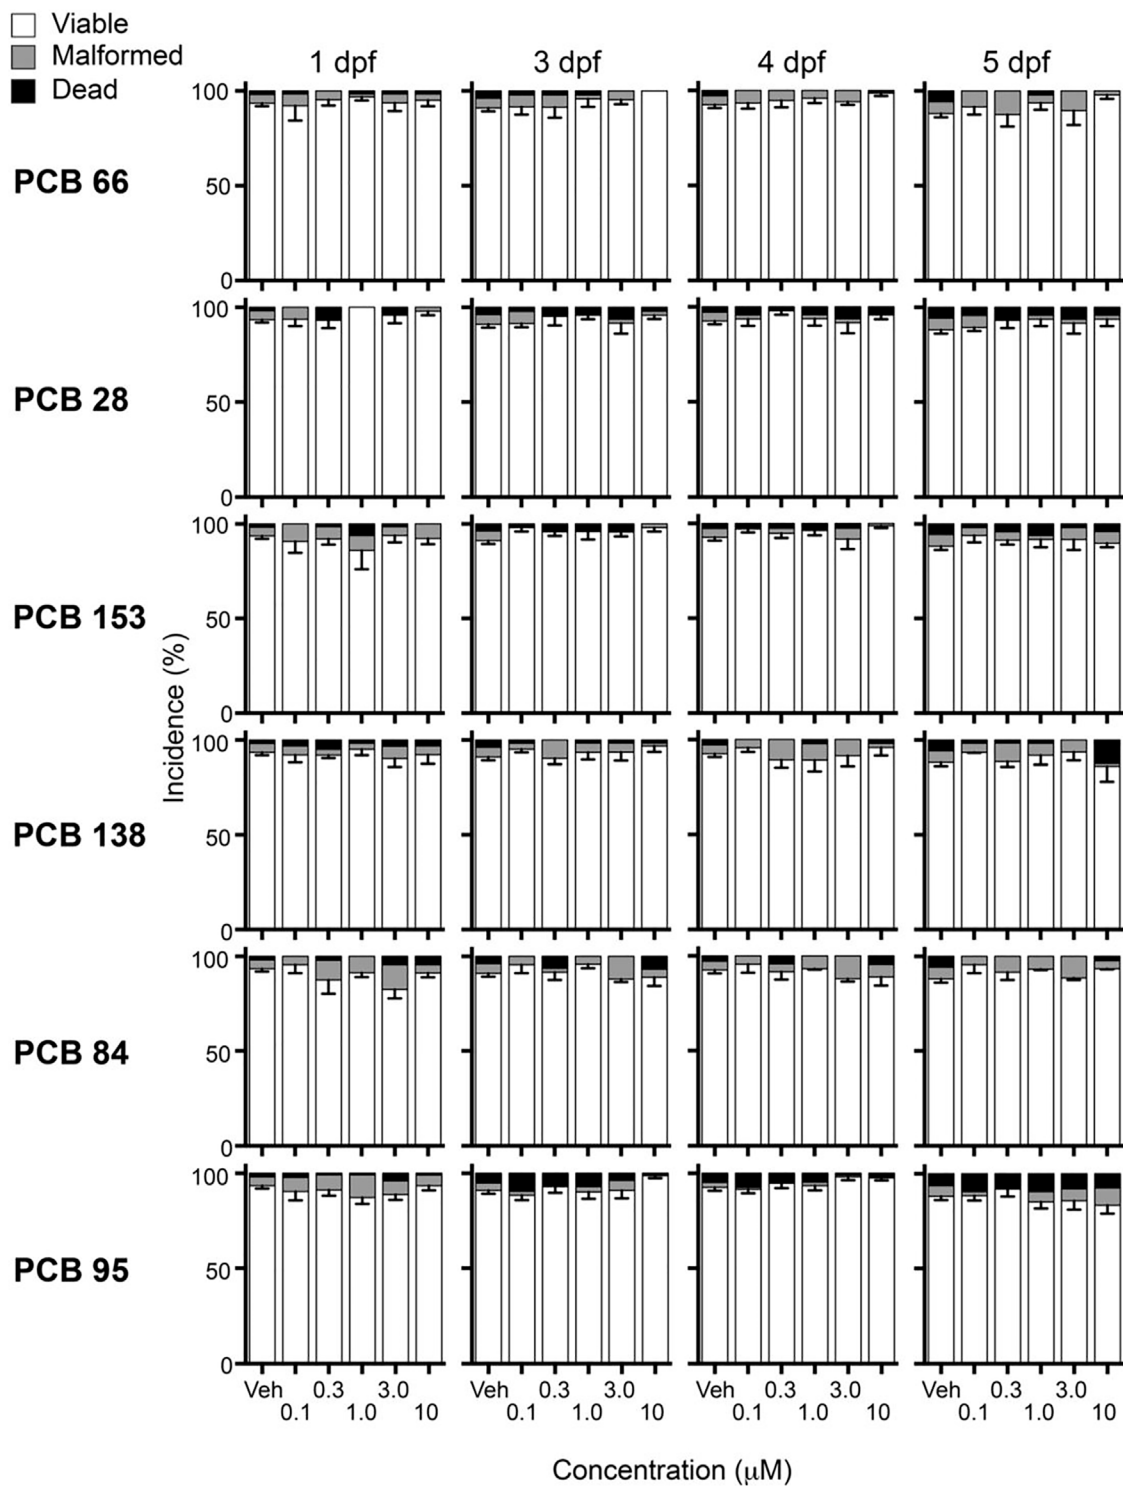 Viable
Malformed
Dead
1 dpf 3 dpf 4 dpf 5 dpf
PCB 66
100
50
0
PCB 28
100
50
0
PCB 153
100
50
0
PCB 138
100
50
0
PCB 84
100
50
0
PCB 95
100
50
0
Incidence (%)
Veh 0.3 3.0 Veh 0.3 3.0 Veh 0.3 3.0 Veh 0.3 3.0
0.1 1.0 10 0.1 1.0 10 0.1 1.0 10 0.1 1.0 10
Concentration (μM)